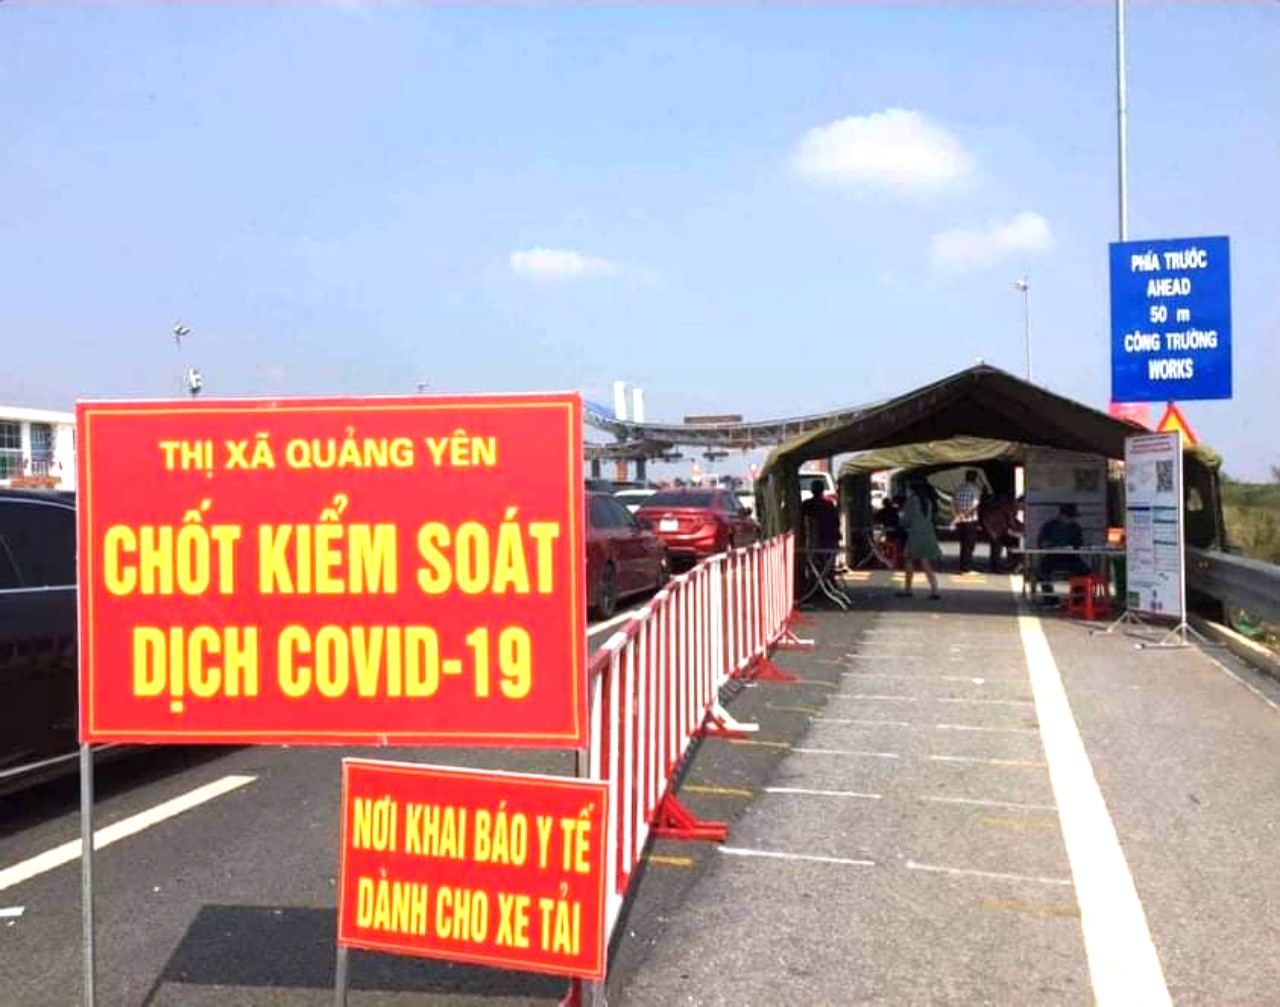 THỊ XÃ QUẢNG YÊN
CHỐT KIỂM SOÁT
DỊCH COVID-19
NƠI KHAI BÁO Y TẾ
DÀNH CHO XE TẢI
PHÍA TRƯỚC
AHEAD
50 m
CÔNG TRƯỜNG
WORKS